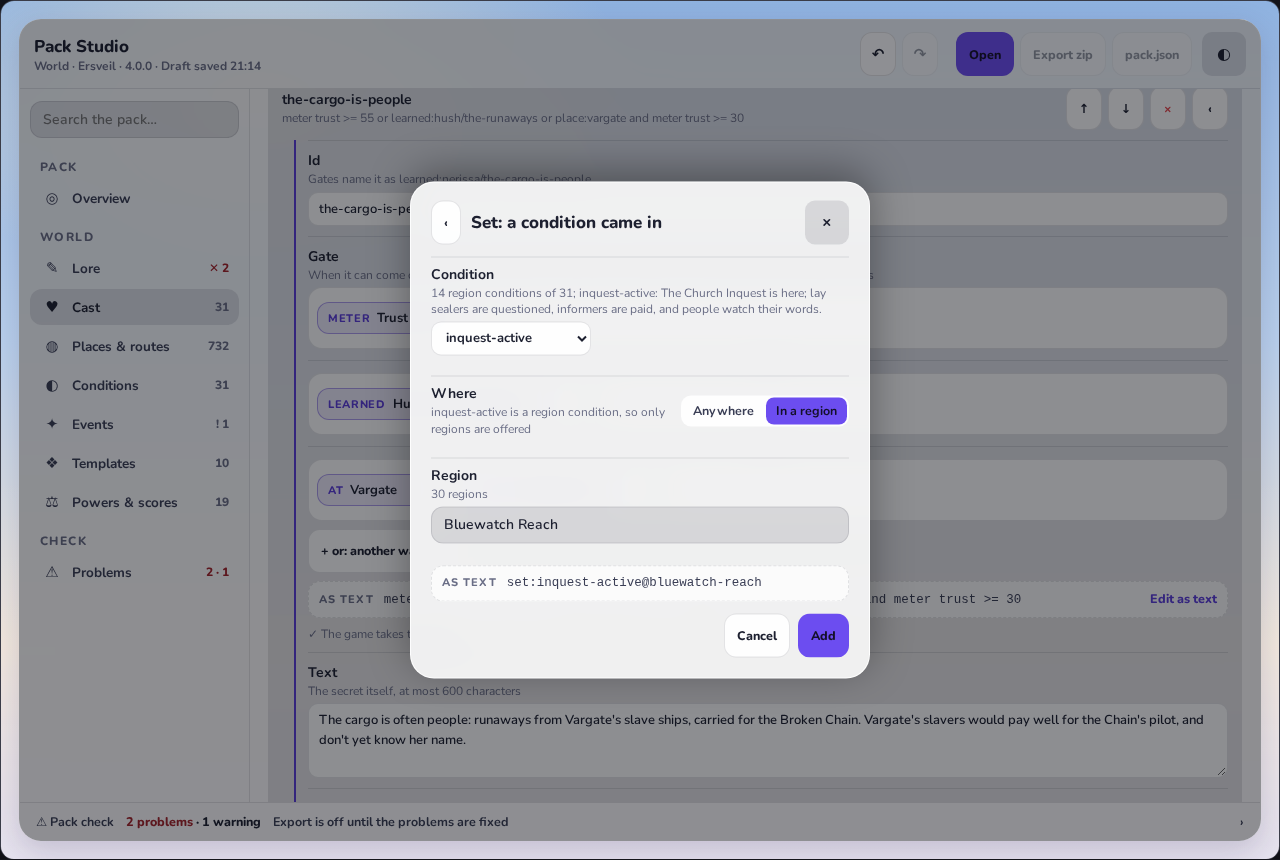 Pack Studio
World · Ersveil · 4.0.0 · Draft saved 21:14
Open
Export zip
pack.json
Search the pack...
PACK
Overview
WORLD
Lore
× 2
Cast
31
Places & routes
732
Conditions
31
Events
! 1
Templates
10
Powers & scores
19
CHECK
Problems
2 · 1
the-cargo-is-people
meter trust >= 55 or learned:hush/the-runaways or place:vargate and meter trust >= 30
Id
Gates name it as learned:nerissa/the-cargo-is-people
the-cargo-is-pe
Gate
When it can come
METER Trust
LEARNED Hu
AT Vargate
+ or: another wa
AS TEXT mete
nd meter trust >= 30
Edit as text
✓ The game takes t
Text
The secret itself, at most 600 characters
The cargo is often people: runaways from Vargate's slave ships, carried for the Broken Chain. Vargate's slavers would pay well for the Chain's pilot, and
don't yet know her name.
Set: a condition came in
Condition
14 region conditions of 31; inquest-active: The Church Inquest is here; lay
sealers are questioned, informers are paid, and people watch their words.
inquest-active
Where
inquest-active is a region condition, so only
regions are offered
Anywhere
In a region
Region
30 regions
Bluewatch Reach
AS TEXT set:inquest-active@bluewatch-reach
Cancel
Add
⚠ Pack check 2 problems · 1 warning Export is off until the problems are fixed